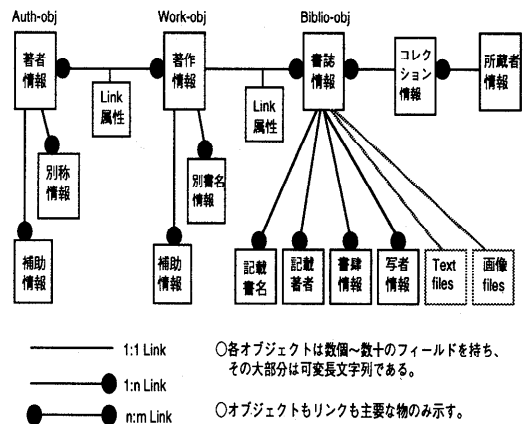 Auth-obj
Work-obj
Biblio-obj
著者
情報
著作
情報
書誌
情報
コレク
ション
情報
所蔵者
情報
Link
属性
Link
属性
別称
情報
別書名
情報
補助
情報
補助
情報
記載
書名
記載
著者
書肆
情報
写者
情報
Text
files
画像
files
1:1 Link
1:n Link
n:m Link
○各オブジェクトは数個~数十のフィールドを持ち、
その大部分は可変長文字列である。
○オブジェクトもリンクも主要な物のみ示す。